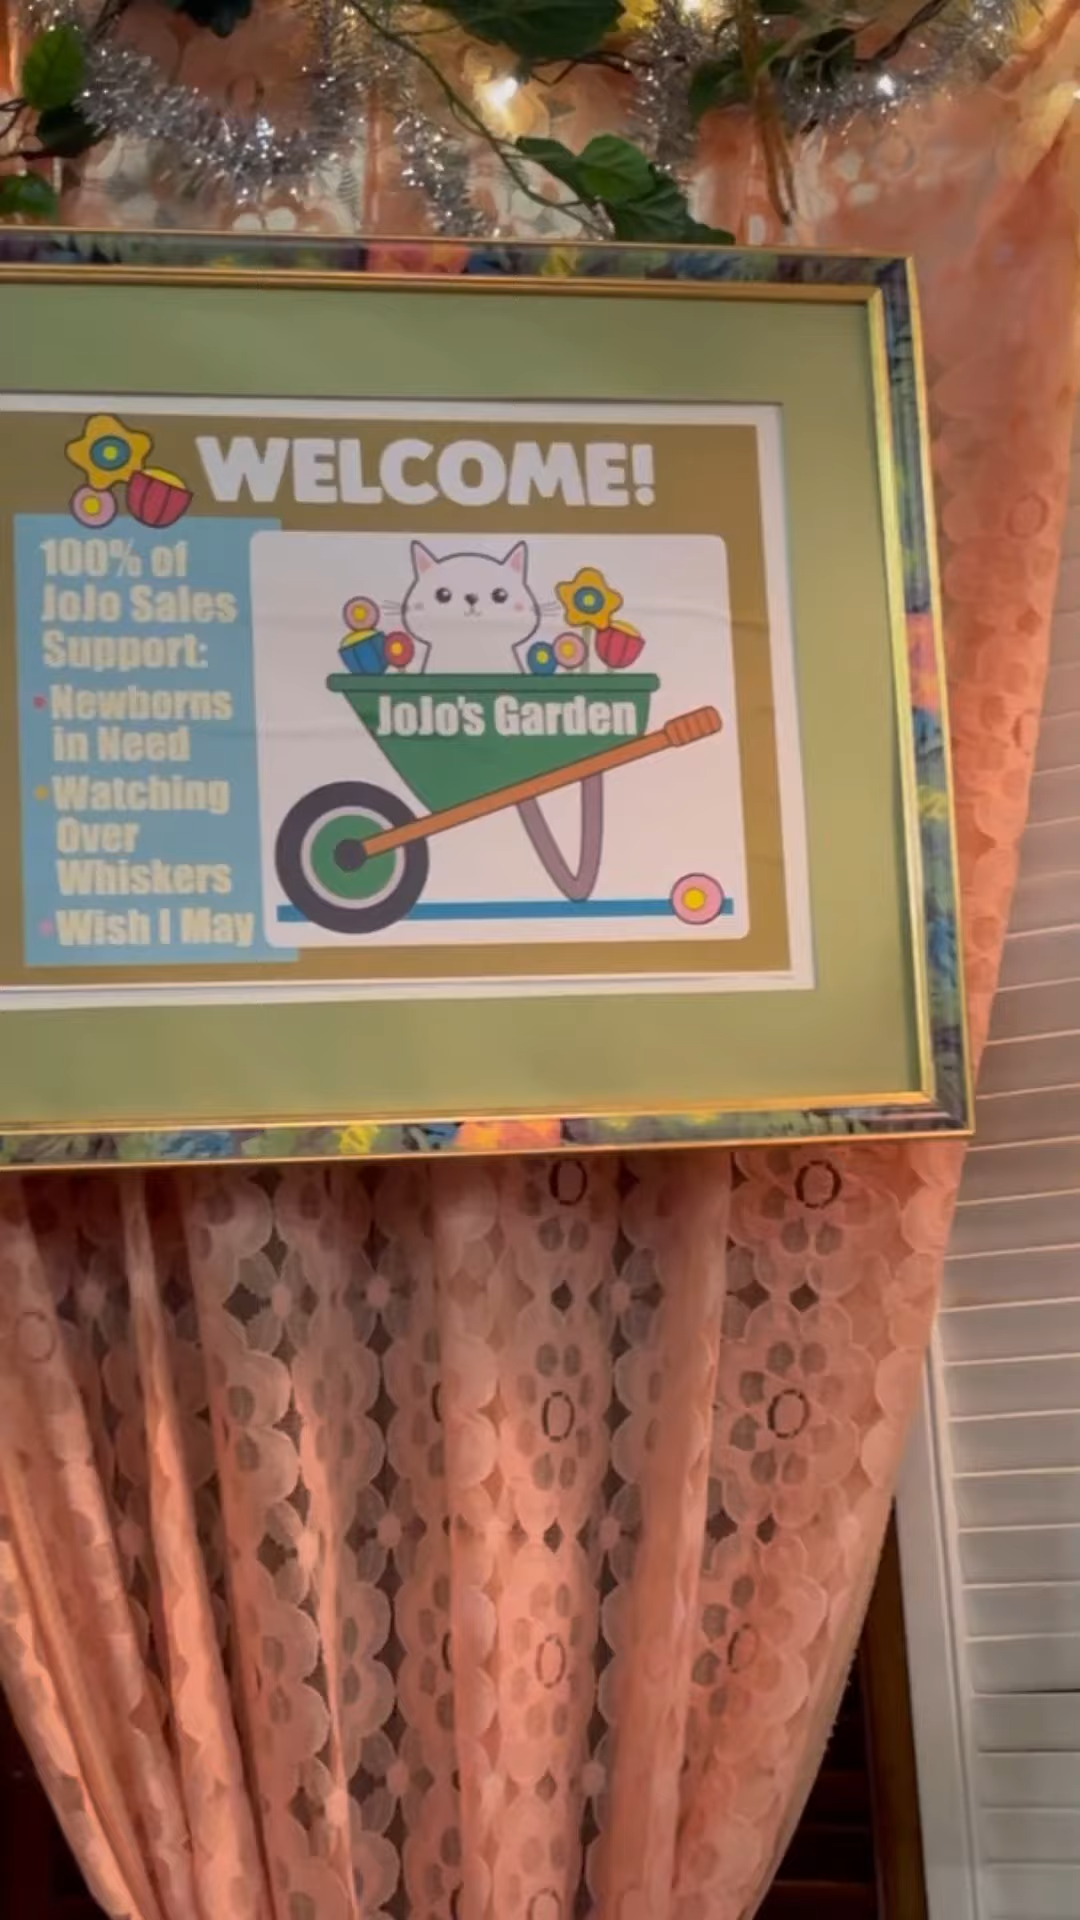 WELCOME!
100% of
JoJo Sales
Support:
•Newborns
in Need
•Watching
Over
Whiskers
•Wish I May
JoJo's Garden